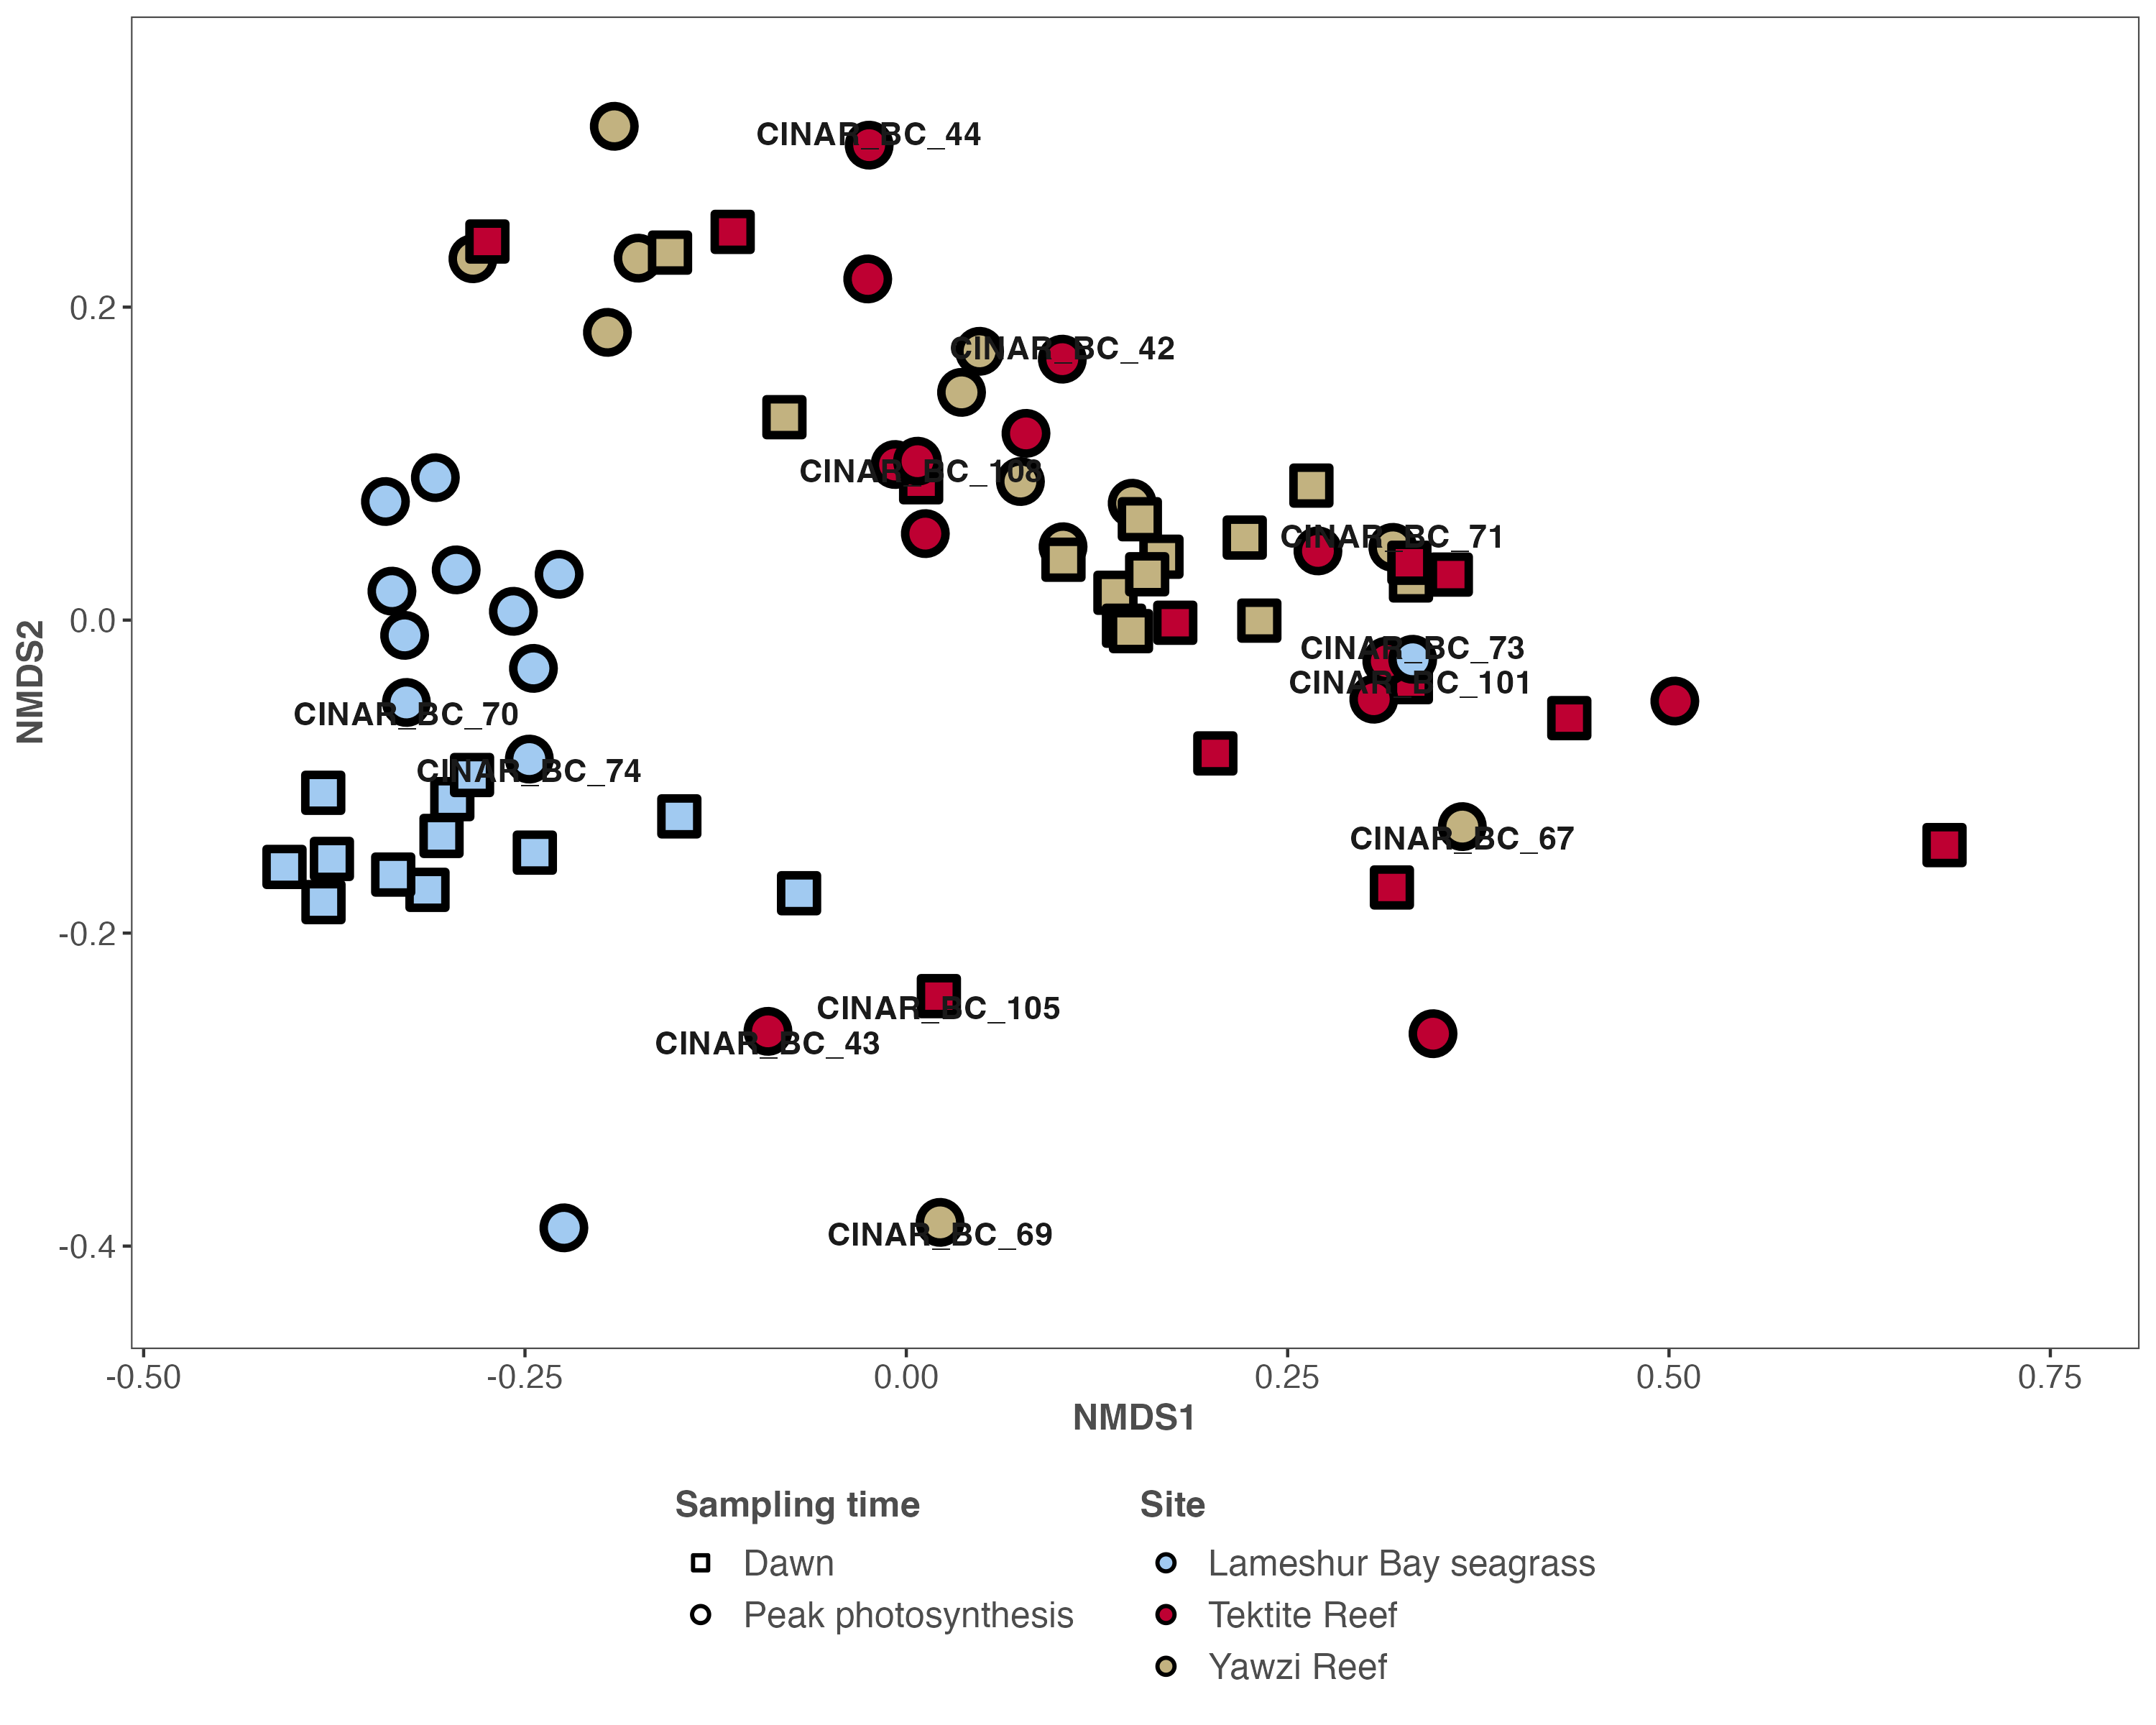 CINAR_BC_44
0.2
CINAR_BC_42
CINAR_BC_108
CINAR_BC_71
0.0
CINAR_BC_73
CINAR_BC_101
NMDS2
CINAR_BC_70
CINAR_BC_74
CINAR_BC_67
-0.2
CINAR_BC_105
CINAR_BC_43
CINAR_BC_69
-0.4
-0.50 -0.25 0.00 0.25 0.50 0.75
NMDS1
Sampling time
Dawn
Peak photosynthesis
Site
Lameshur Bay seagrass
Tektite Reef
Yawzi Reef